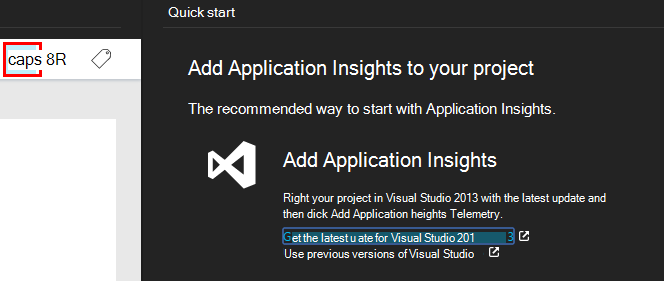 Quick start
caps 8R
Add Application Insights to your project
The recommended way to start with Application Insights.
Add Application Insights
Right your project in Visual Studio 2013 with the latest update and
then dick Add Application heights Telemetry.
Get the latest u ate for Visual Studio 201 3
Use previous versions of Visual Studio